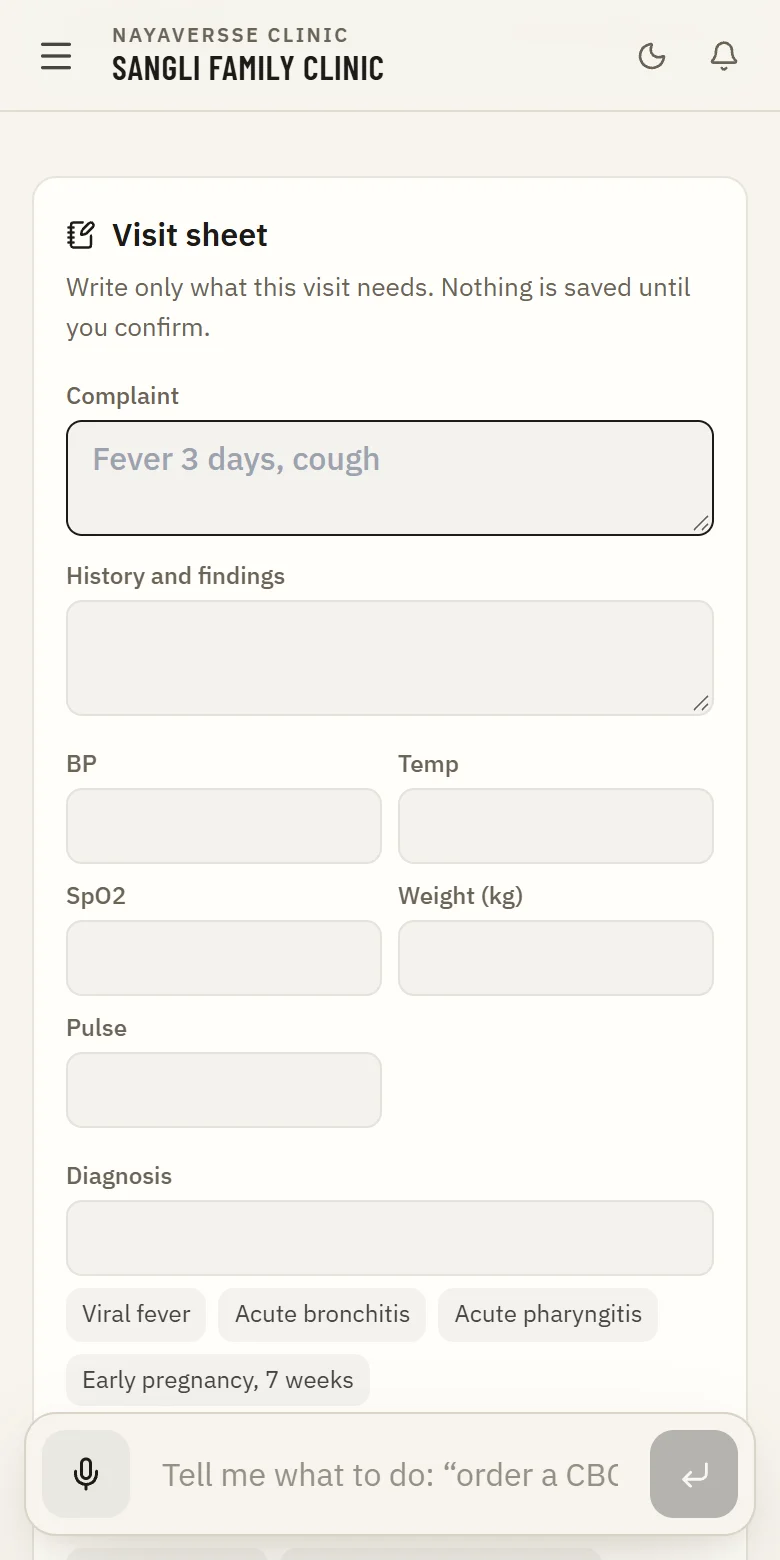 NAYAVERSSE CLINIC
SANGLI FAMILY CLINIC
Visit sheet
Write only what this visit needs. Nothing is saved until
you confirm.
Complaint
Fever 3 days, cough
History and findings
BP
Temp
SpO2
Weight (kg)
Pulse
Diagnosis
Viral fever
Acute bronchitis
Acute pharyngitis
Early pregnancy, 7 weeks
Tell me what to do: “order a CBC